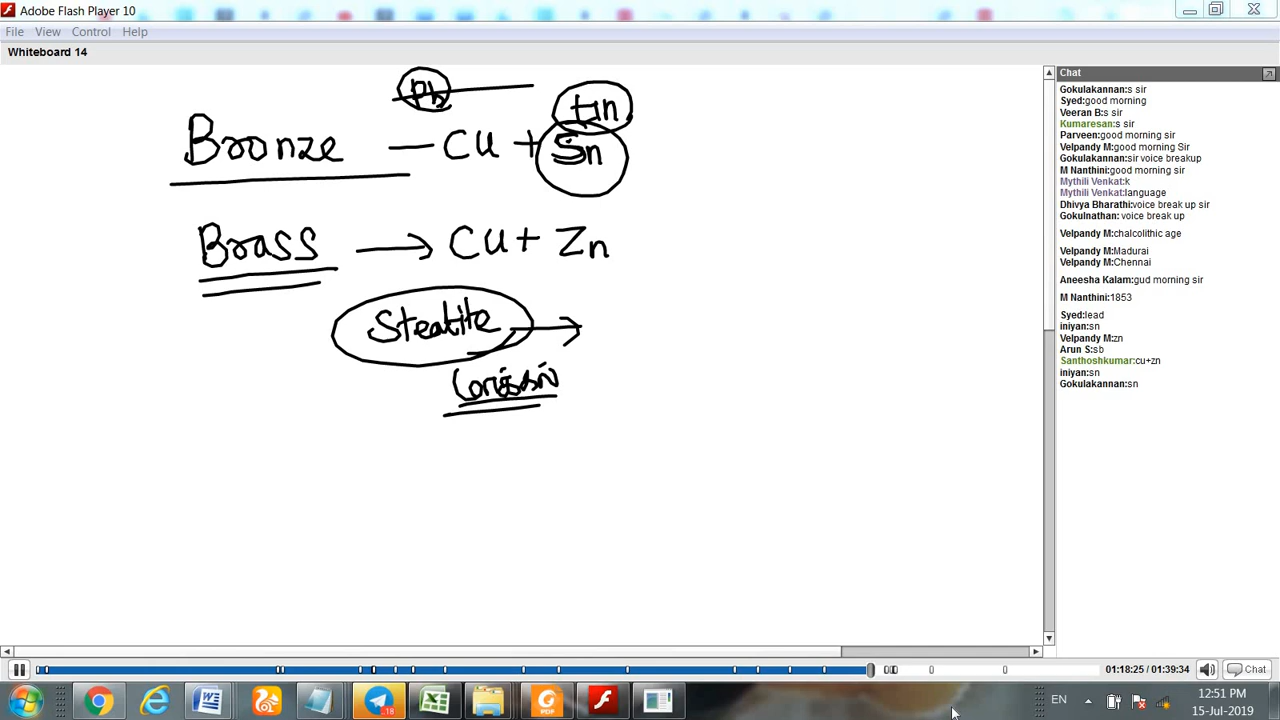 Adobe Flash Player 10
File View Control Help
Whiteboard 14
Ph
tin
Bronze — Cu + Sn
Brass → Cu + Zn
Steatite →
Chat
Gokulakannan:s sir
Syed:good morning
Veeran B:s sir
Kumaresan:s sir
Parveen:good morning sir
Velpandy M:good morning Sir
Gokulakannan:sir voice breakup
M Nanthini:good morning sir
Mythili Venkat:k
Mythili Venkat:language
Dhivya Bharathi:voice break up sir
Gokulnathan: voice break up
Velpandy M:chalcolithic age
Velpandy M:Madurai
Velpandy M:Chennai
Aneesha Kalam:gud morning sir
M Nanthini:1853
Syed:lead
iniyan:sn
Velpandy M:zn
Arun S:sb
Santhoshkumar:cu+zn
iniyan:sn
Gokulakannan:sn
01:18:25 / 01:39:34
Chat
18
PDF
EN
12:51 PM
15-Jul-2019